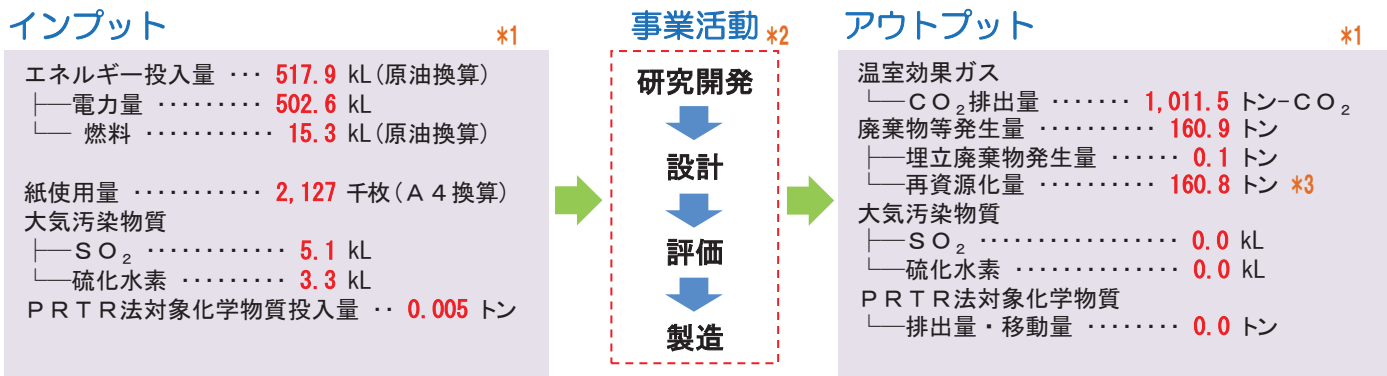 インプット *1
エネルギー投入量 ··· 517.9 kL(原油換算)
├─電力量 ········· 502.6 kL
└─ 燃料 ··········· 15.3 kL(原油換算)
紙使用量 ··········· 2,127 千枚(A4換算)
大気汚染物質
├─SO₂ ············ 5.1 kL
└─硫化水素 ········· 3.3 kL
PRTR法対象化学物質投入量 ·· 0.005 トン
事業活動 *2
研究開発
設計
評価
製造
アウトプット *1
温室効果ガス
└─CO₂排出量 ······· 1,011.5 トン-CO₂
廃棄物等発生量 ·········· 160.9 トン
├─埋立廃棄物発生量 ······ 0.1 トン
└─再資源化量 ·········· 160.8 トン *3
大気汚染物質
├─SO₂ ················· 0.0 kL
└─硫化水素 ············ 0.0 kL
PRTR法対象化学物質
└─排出量・移動量 ········ 0.0 トン